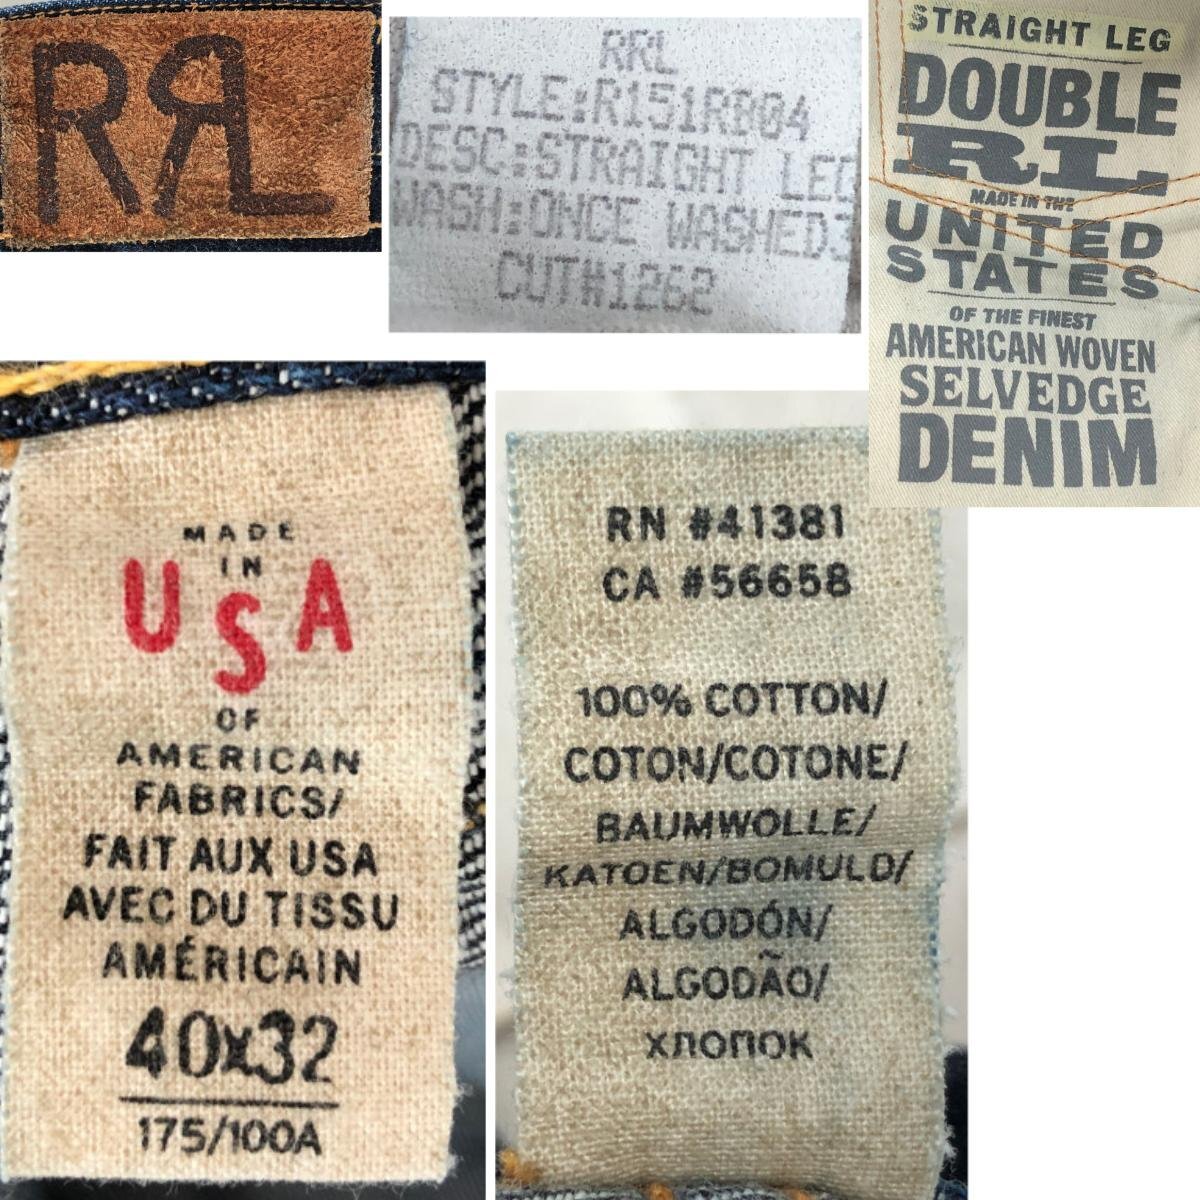 RRL
RRL
STYLE:R151RB04
DESC:STRAIGHT LEG
WASH:ONCE WASHED
CUT#1262
STRAIGHT LEG
DOUBLE
RL
MADE IN THE
UNITED
STATES
OF THE FINEST
AMERICAN WOVEN
SELVEDGE
DENIM
MADE
IN
USA
OF
AMERICAN
FABRICS/
FAIT AUX USA
AVEC DU TISSU
AMÉRICAIN
40x32
175/100A
RN #41381
CA #56658
100% COTTON/
COTON/COTONE/
BAUMWOLLE/
KATOEN/BOMULD/
ALGODÓN/
ALGODÃO/
ХЛОПОК